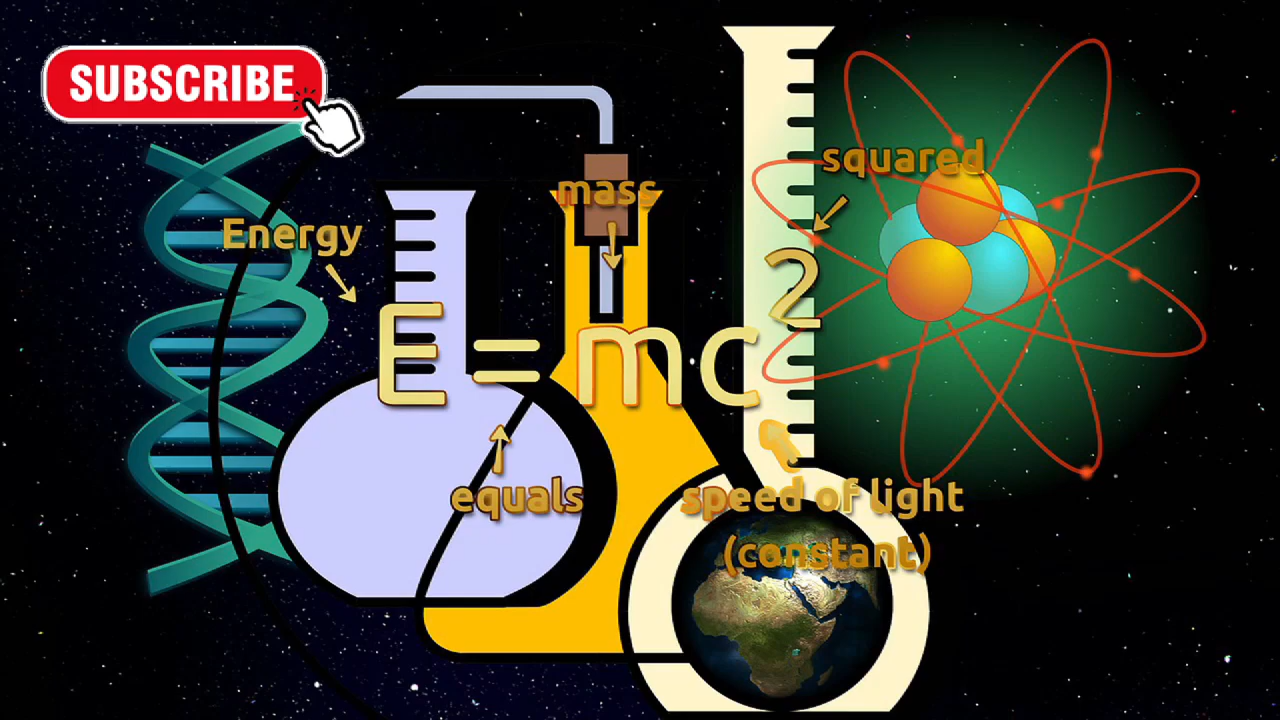 SUBSCRIBE
squared
mass
Energy
E = mc²
equals
speed of light
(constant)